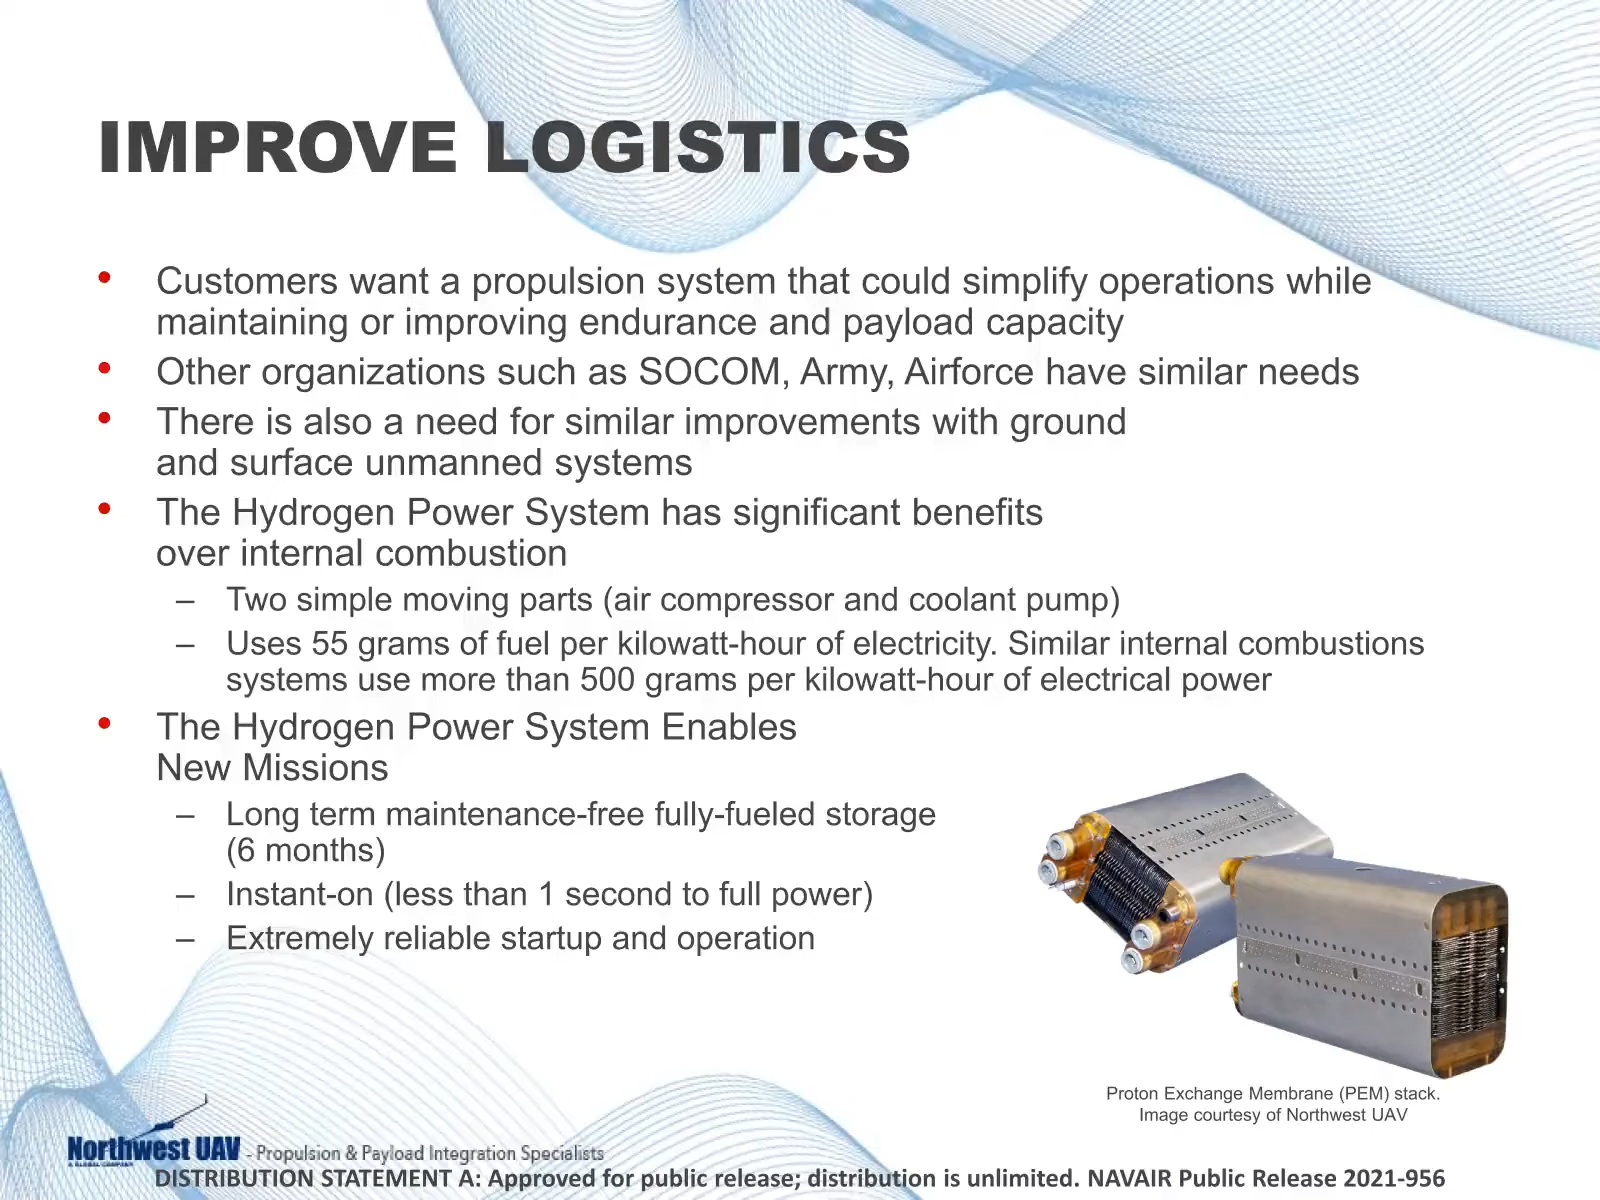 IMPROVE LOGISTICS
• Customers want a propulsion system that could simplify operations while
maintaining or improving endurance and payload capacity
• Other organizations such as SOCOM, Army, Airforce have similar needs
• There is also a need for similar improvements with ground
and surface unmanned systems
• The Hydrogen Power System has significant benefits
over internal combustion
– Two simple moving parts (air compressor and coolant pump)
– Uses 55 grams of fuel per kilowatt-hour of electricity. Similar internal combustions
systems use more than 500 grams per kilowatt-hour of electrical power
• The Hydrogen Power System Enables
New Missions
– Long term maintenance-free fully-fueled storage
(6 months)
– Instant-on (less than 1 second to full power)
– Extremely reliable startup and operation
Proton Exchange Membrane (PEM) stack.
Image courtesy of Northwest UAV
Northwest UAV - Propulsion & Payload Integration Specialists
A GLOBAL COMPANY
DISTRIBUTION STATEMENT A: Approved for public release; distribution is unlimited. NAVAIR Public Release 2021-956